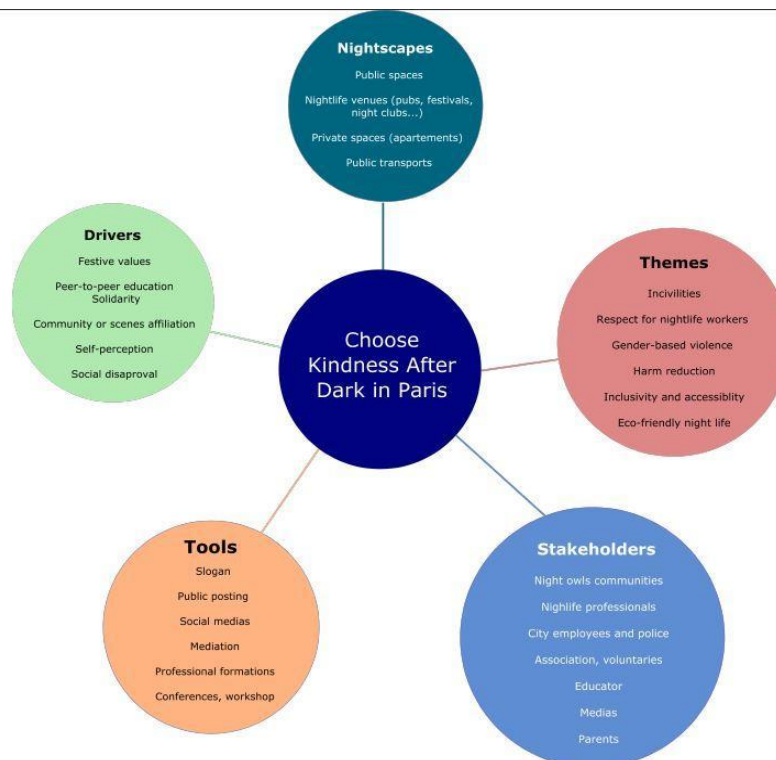 Nightscapes
Public spaces
Nightlife venues (pubs, festivals,
night clubs...)
Private spaces (apartements)
Public transports
Drivers
Festive values
Peer-to-peer education
Solidarity
Community or scenes affiliation
Self-perception
Social disaproval
Themes
Incivilities
Respect for nightlife workers
Gender-based violence
Harm reduction
Inclusivity and accessiblity
Eco-friendly night life
Choose
Kindness After
Dark in Paris
Tools
Slogan
Public posting
Social medias
Mediation
Professional formations
Conferences, workshop
Stakeholders
Night owls communities
Nighlife professionals
City employees and police
Association, voluntaries
Educator
Medias
Parents